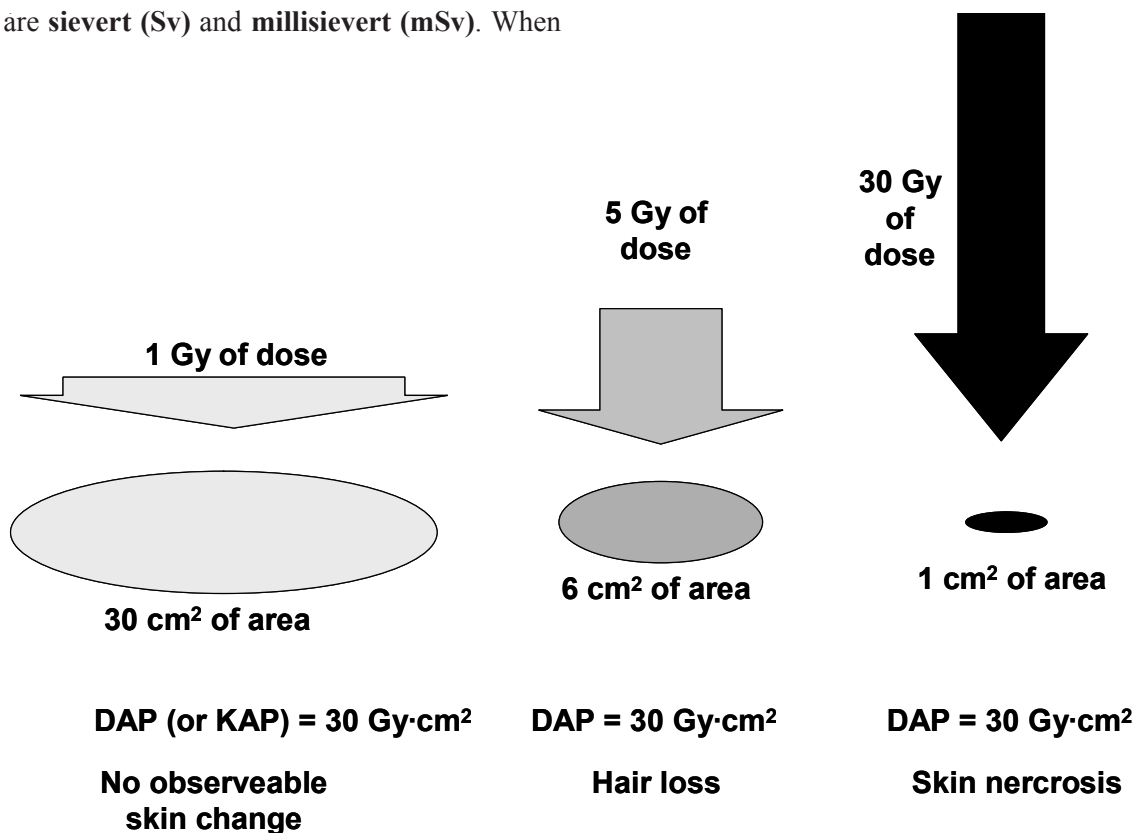 are sievert (Sv) and millisievert (mSv). When
1 Gy of dose
30 cm² of area
DAP (or KAP) = 30 Gy·cm²
No observeable
skin change
5 Gy of
dose
6 cm² of area
DAP = 30 Gy·cm²
Hair loss
30 Gy
of
dose
1 cm² of area
DAP = 30 Gy·cm²
Skin nercrosis